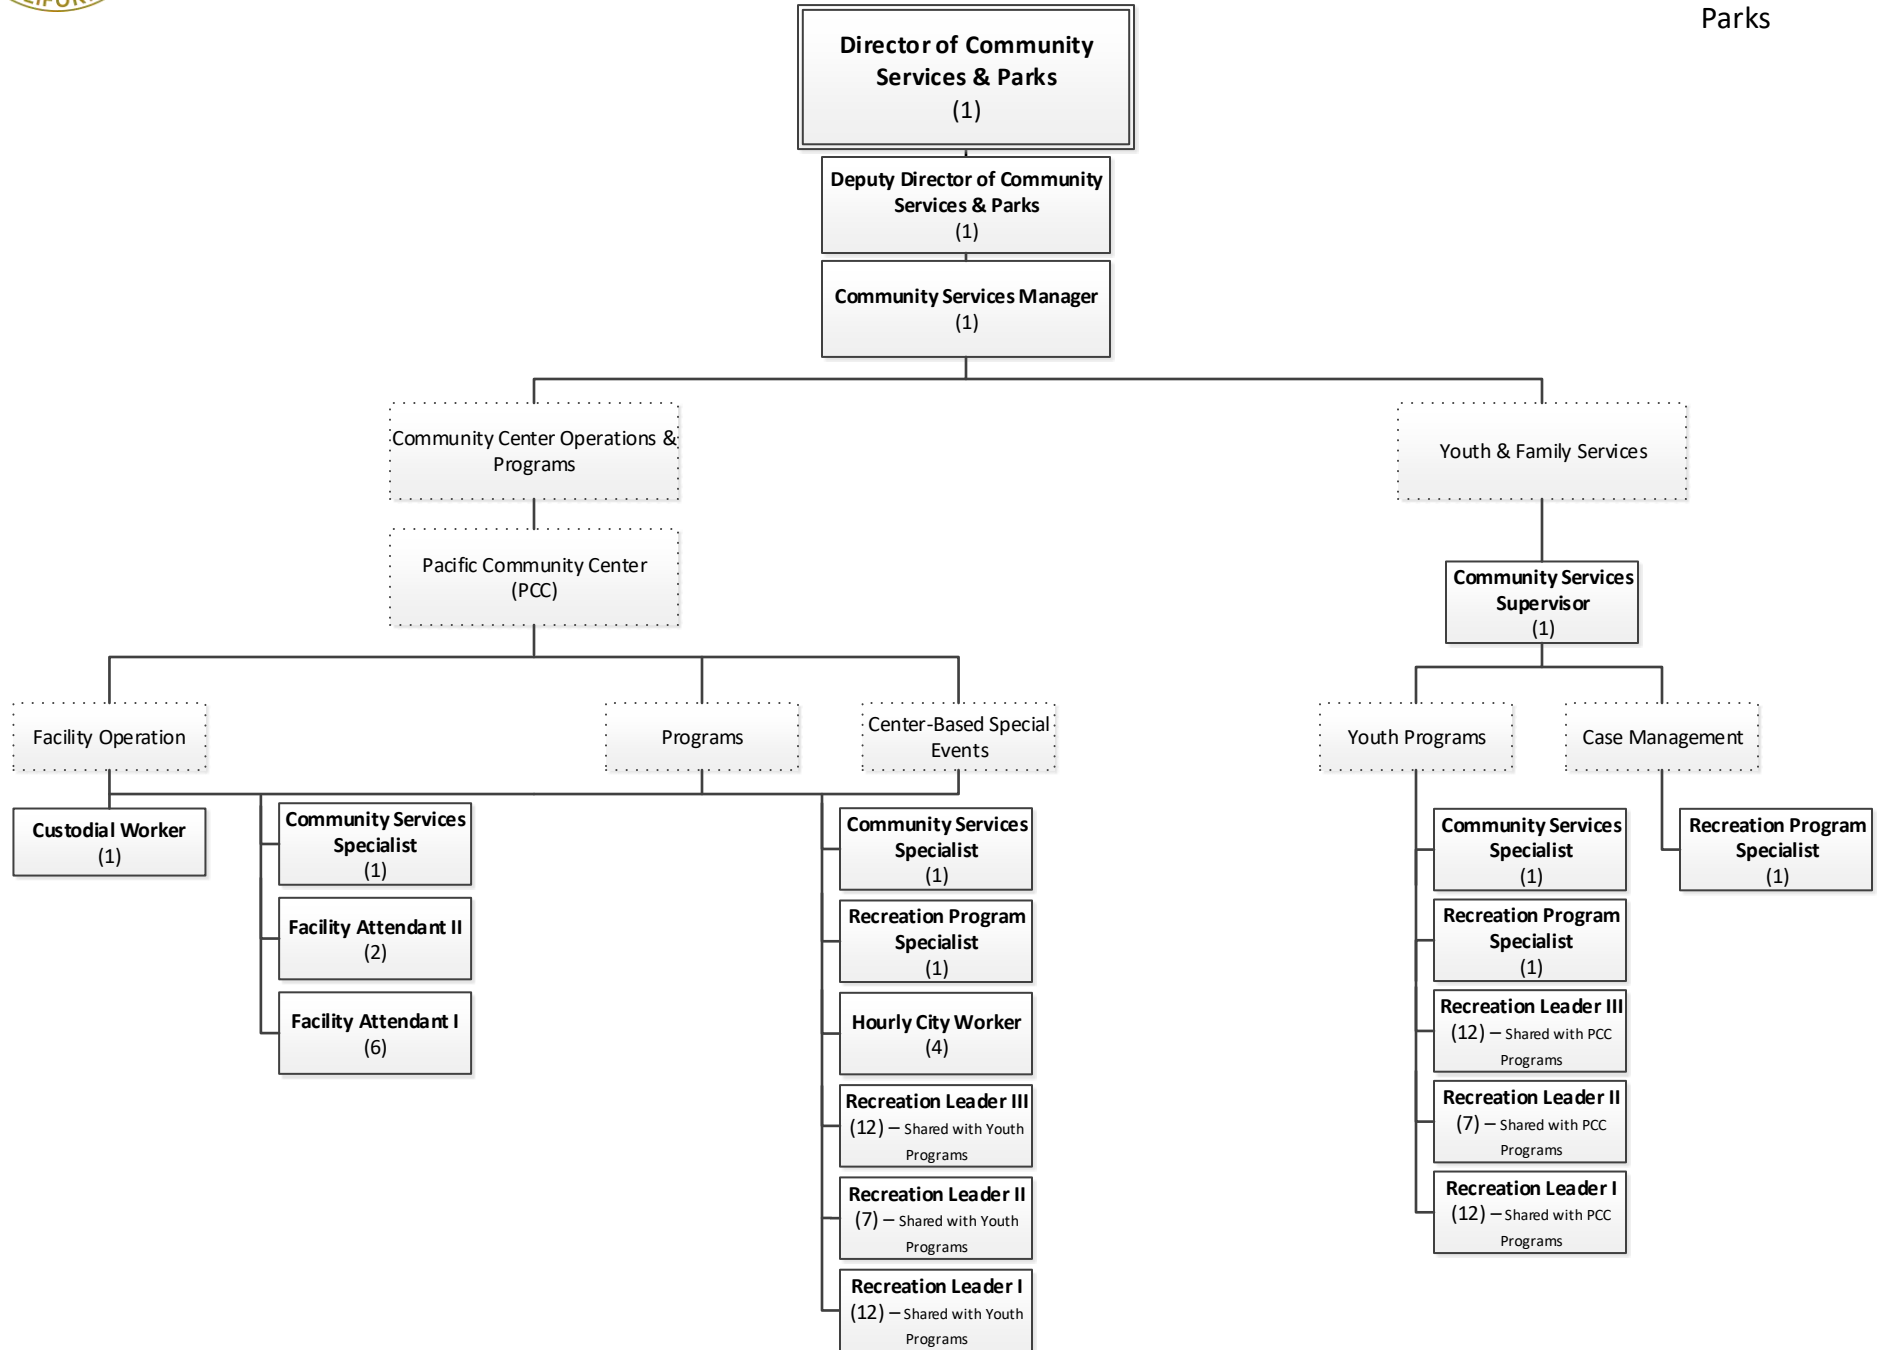 Parks
Director of Community
Services & Parks
(1)
Deputy Director of Community
Services & Parks
(1)
Community Services Manager
(1)
Community Center Operations &
Programs
Youth & Family Services
Pacific Community Center
(PCC)
Community Services
Supervisor
(1)
Facility Operation
Programs
Center-Based Special
Events
Youth Programs
Case Management
Custodial Worker
(1)
Community Services
Specialist
(1)
Facility Attendant II
(2)
Facility Attendant I
(6)
Community Services
Specialist
(1)
Recreation Program
Specialist
(1)
Hourly City Worker
(4)
Recreation Leader III
(12) – Shared with Youth
Programs
Recreation Leader II
(7) – Shared with Youth
Programs
Recreation Leader I
(12) – Shared with Youth
Programs
Community Services
Specialist
(1)
Recreation Program
Specialist
(1)
Recreation Leader III
(12) – Shared with PCC
Programs
Recreation Leader II
(7) – Shared with PCC
Programs
Recreation Leader I
(12) – Shared with PCC
Programs
Recreation Program
Specialist
(1)